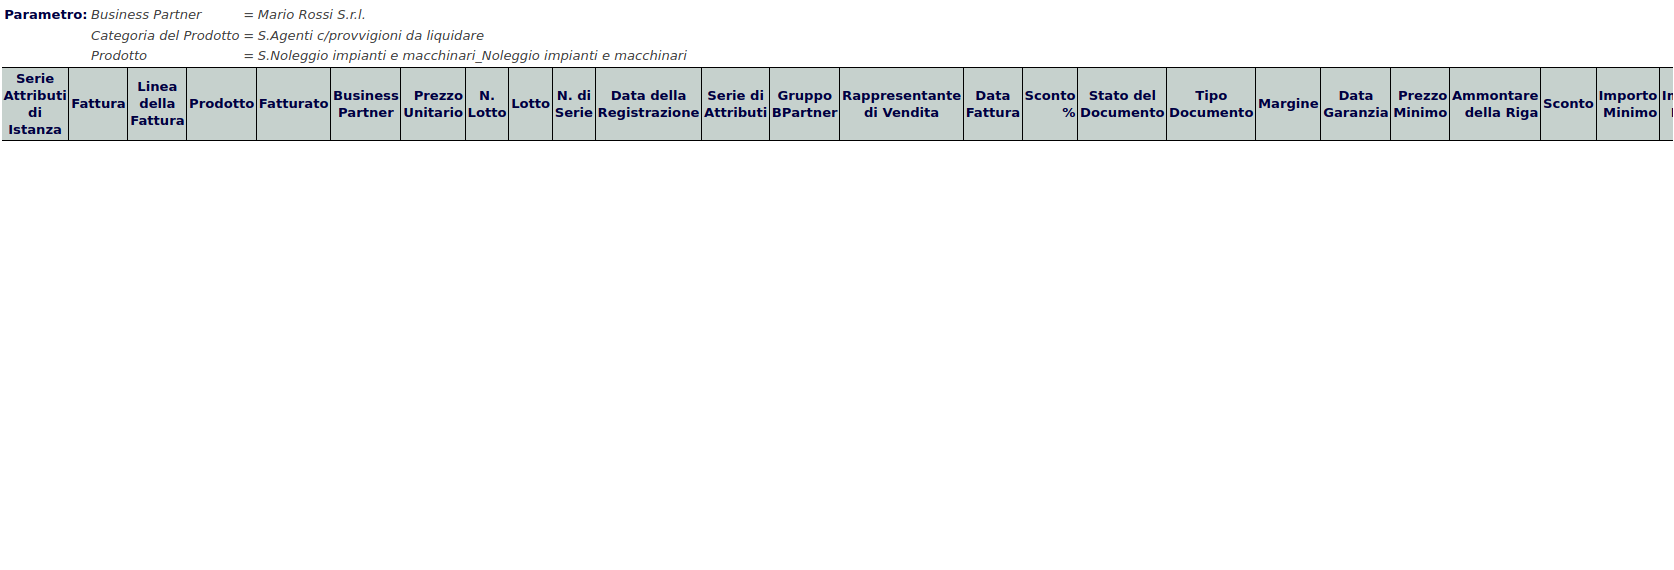 Parametro: Business Partner = Mario Rossi S.r.l.
Categoria del Prodotto = S.Agenti c/provvigioni da liquidare
Prodotto = S.Noleggio impianti e macchinari_Noleggio impianti e macchinari
Serie
Attributi
di
Istanza
Fattura
Linea
della
Fattura
Prodotto
Fatturato
Business
Partner
Prezzo
Unitario
N.
Lotto
Lotto
N. di
Serie
Data della
Registrazione
Serie di
Attributi
Gruppo
BPartner
Rappresentante
di Vendita
Data
Fattura
Sconto
%
Stato del
Documento
Tipo
Documento
Margine
Data
Garanzia
Prezzo
Minimo
Ammontare
della Riga
Sconto
Importo
Minimo